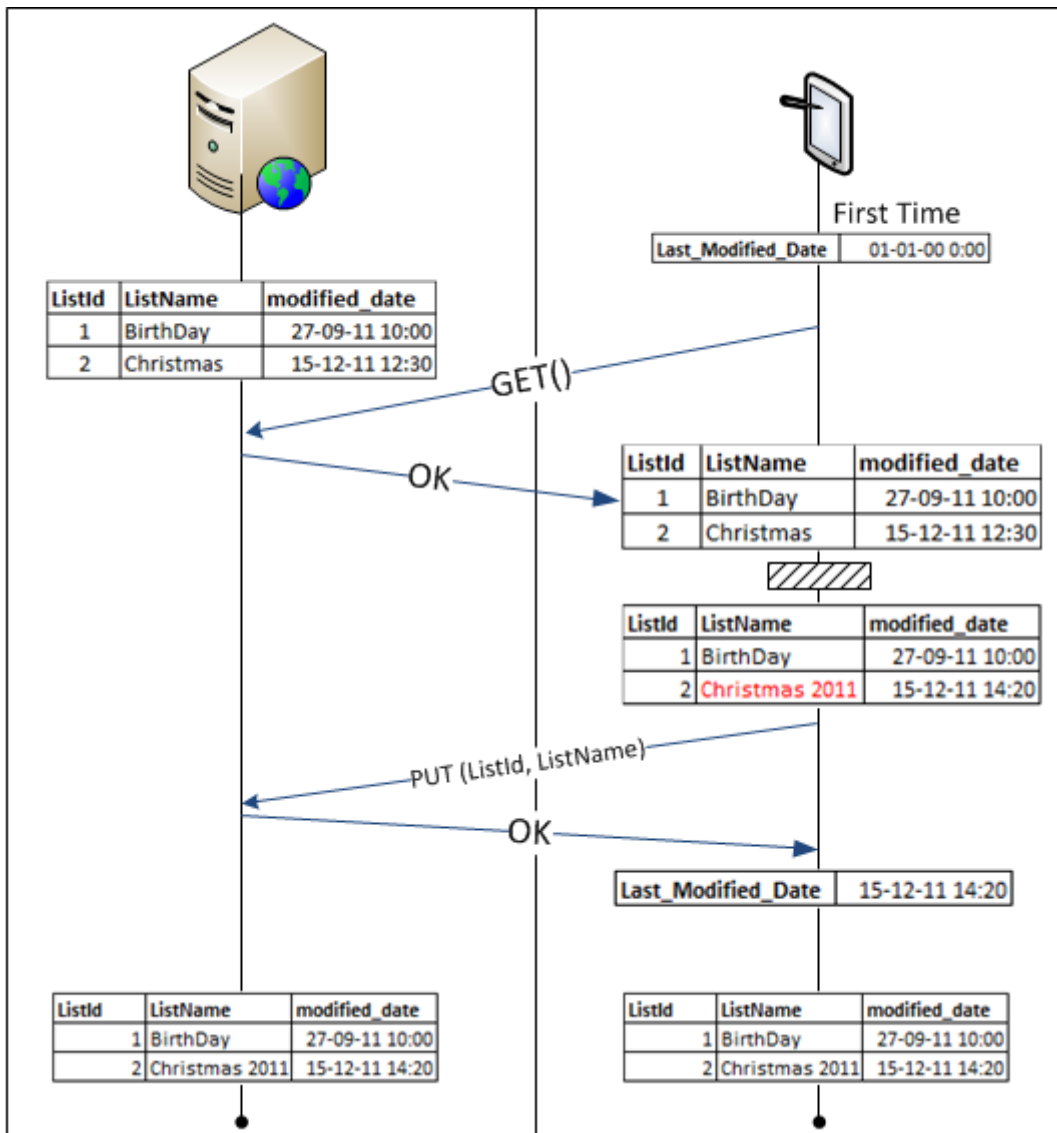 First Time
Last_Modified_Date 01-01-00 0:00
ListId ListName modified_date
1 BirthDay 27-09-11 10:00
2 Christmas 15-12-11 12:30
GET()
OK
ListId ListName modified_date
1 BirthDay 27-09-11 10:00
2 Christmas 15-12-11 12:30
ListId ListName modified_date
1 BirthDay 27-09-11 10:00
2 Christmas 2011 15-12-11 14:20
PUT (ListId, ListName)
OK
Last_Modified_Date 15-12-11 14:20
ListId ListName modified_date
1 BirthDay 27-09-11 10:00
2 Christmas 2011 15-12-11 14:20
ListId ListName modified_date
1 BirthDay 27-09-11 10:00
2 Christmas 2011 15-12-11 14:20